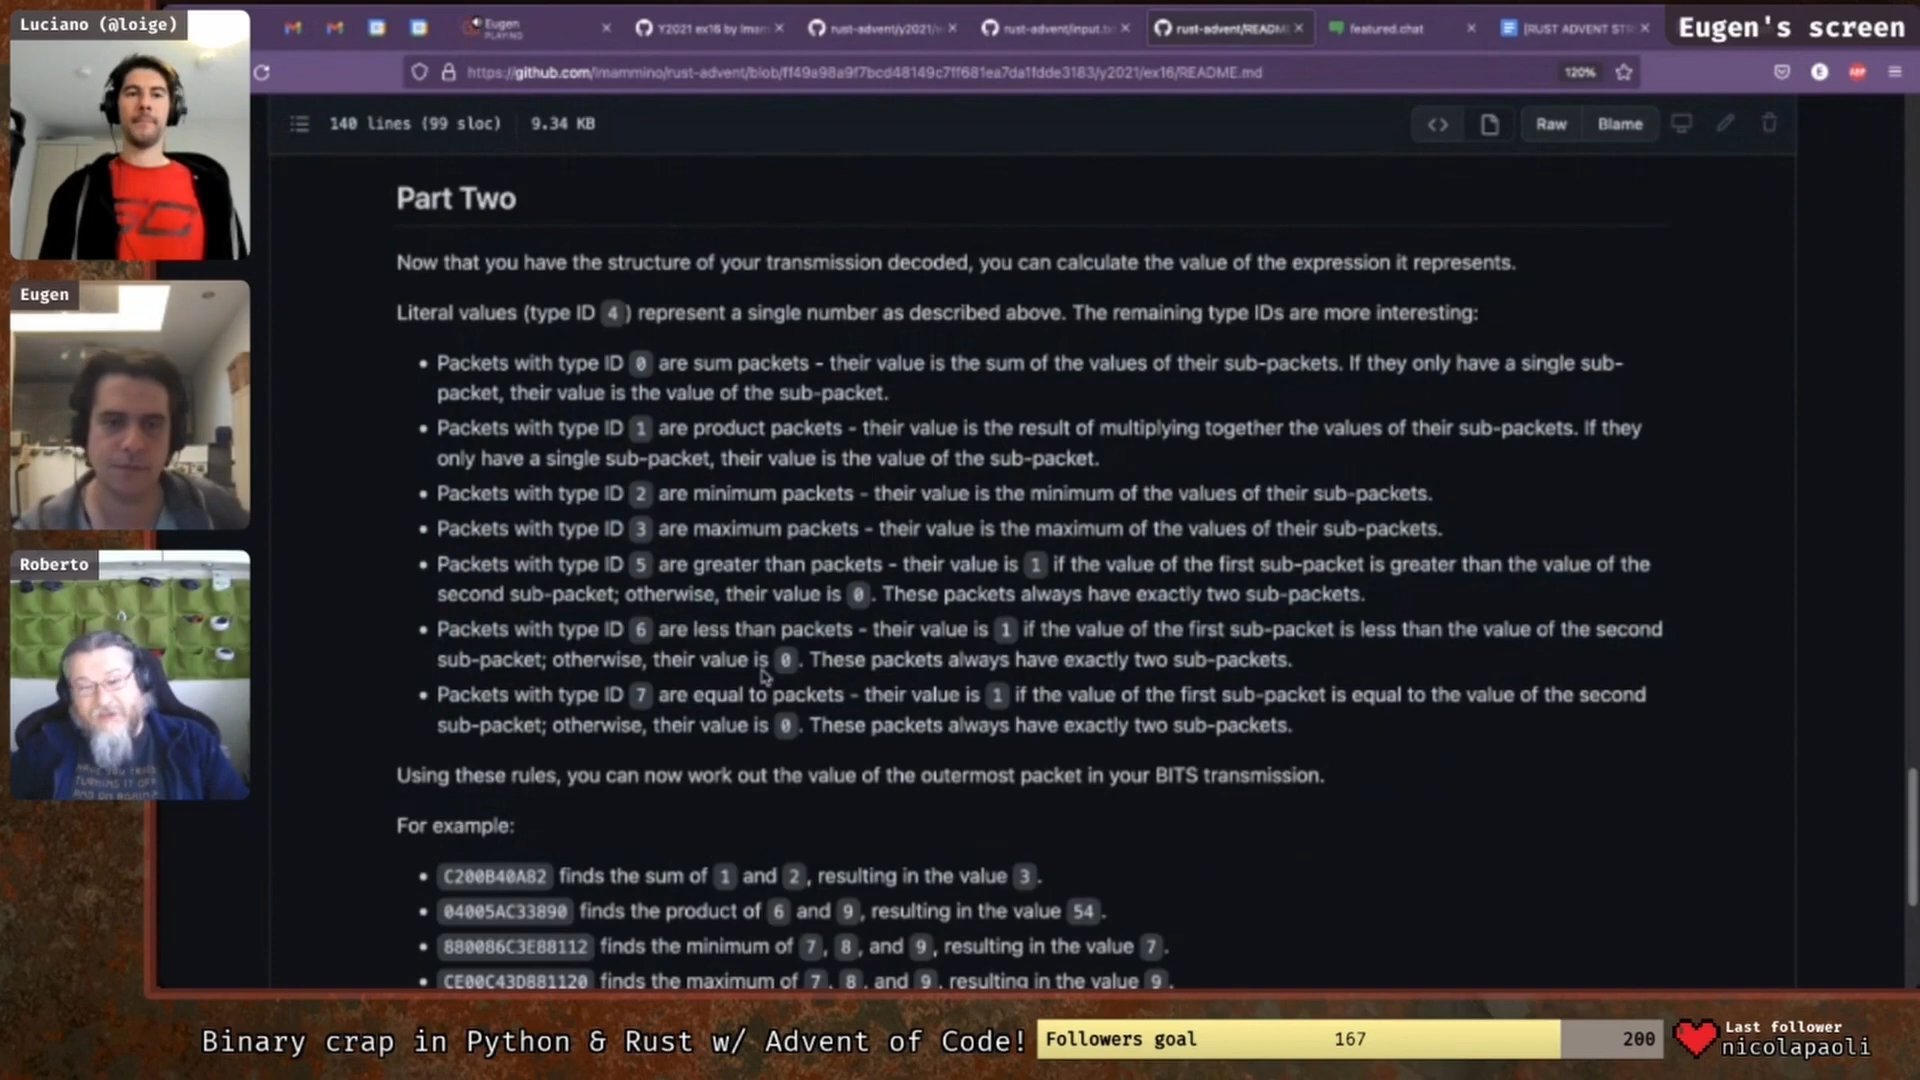 Luciano (@loige)
Eugen
Roberto
Eugen
PLAYING
Y2021 ex16 by lmam
rust-advent/y2021/
rust-advent/input.t
rust-advent/READM
featured.chat
[RUST ADVENT ST
Eugen's screen
https://github.com/lmammino/rust-advent/blob/ff49a98a9f7bcd48149c7ff681ea7da1fdde3183/y2021/ex16/README.md
120%
140 lines (99 sloc)
9.34 KB
Raw
Blame
Part Two
Now that you have the structure of your transmission decoded, you can calculate the value of the expression it represents.
Literal values (type ID 4 ) represent a single number as described above. The remaining type IDs are more interesting:
• Packets with type ID 0 are sum packets - their value is the sum of the values of their sub-packets. If they only have a single sub-
packet, their value is the value of the sub-packet.
• Packets with type ID 1 are product packets - their value is the result of multiplying together the values of their sub-packets. If they
only have a single sub-packet, their value is the value of the sub-packet.
• Packets with type ID 2 are minimum packets - their value is the minimum of the values of their sub-packets.
• Packets with type ID 3 are maximum packets - their value is the maximum of the values of their sub-packets.
• Packets with type ID 5 are greater than packets - their value is 1 if the value of the first sub-packet is greater than the value of the
second sub-packet; otherwise, their value is 0. These packets always have exactly two sub-packets.
• Packets with type ID 6 are less than packets - their value is 1 if the value of the first sub-packet is less than the value of the second
sub-packet; otherwise, their value is 0. These packets always have exactly two sub-packets.
• Packets with type ID 7 are equal to packets - their value is 1 if the value of the first sub-packet is equal to the value of the second
sub-packet; otherwise, their value is 0. These packets always have exactly two sub-packets.
Using these rules, you can now work out the value of the outermost packet in your BITS transmission.
For example:
• C200B40A82 finds the sum of 1 and 2, resulting in the value 3.
• 04005AC33890 finds the product of 6 and 9, resulting in the value 54.
• 880086C3E88112 finds the minimum of 7, 8, and 9, resulting in the value 7.
• CE00C43D881120 finds the maximum of 7, 8, and 9, resulting in the value 9.
Binary crap in Python & Rust w/ Advent of Code!
Followers goal
167
200
Last follower
nicolapaoli